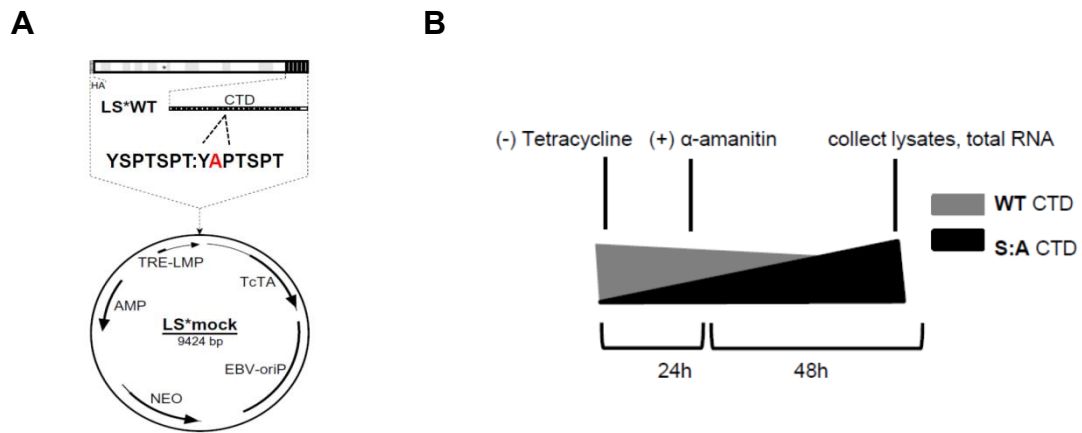 A
HA
LS*WT
CTD
YSPTSPT:YAPTSPT
TRE-LMP
TcTA
AMP
LS*mock
9424 bp
EBV-oriP
NEO
B
(-) Tetracycline (+) α-amanitin collect lysates, total RNA
WT CTD
S:A CTD
24h 48h